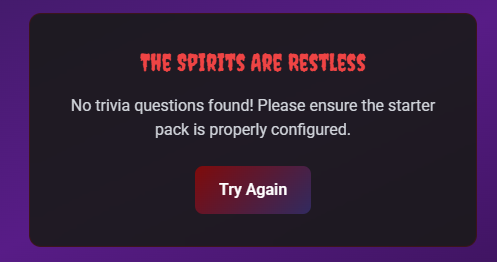 THE SPIRITS ARE RESTLESS
No trivia questions found! Please ensure the starter
pack is properly configured.
Try Again